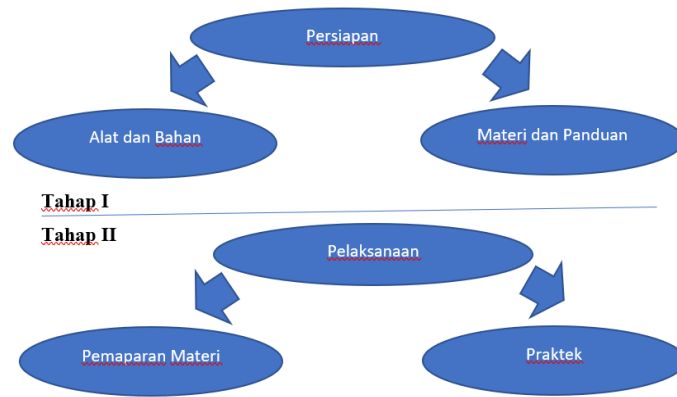 Persiapan
Alat dan Bahan
Materi dan Panduan
Tahap I
Tahap II
Pelaksanaan
Pemaparan Materi
Praktek